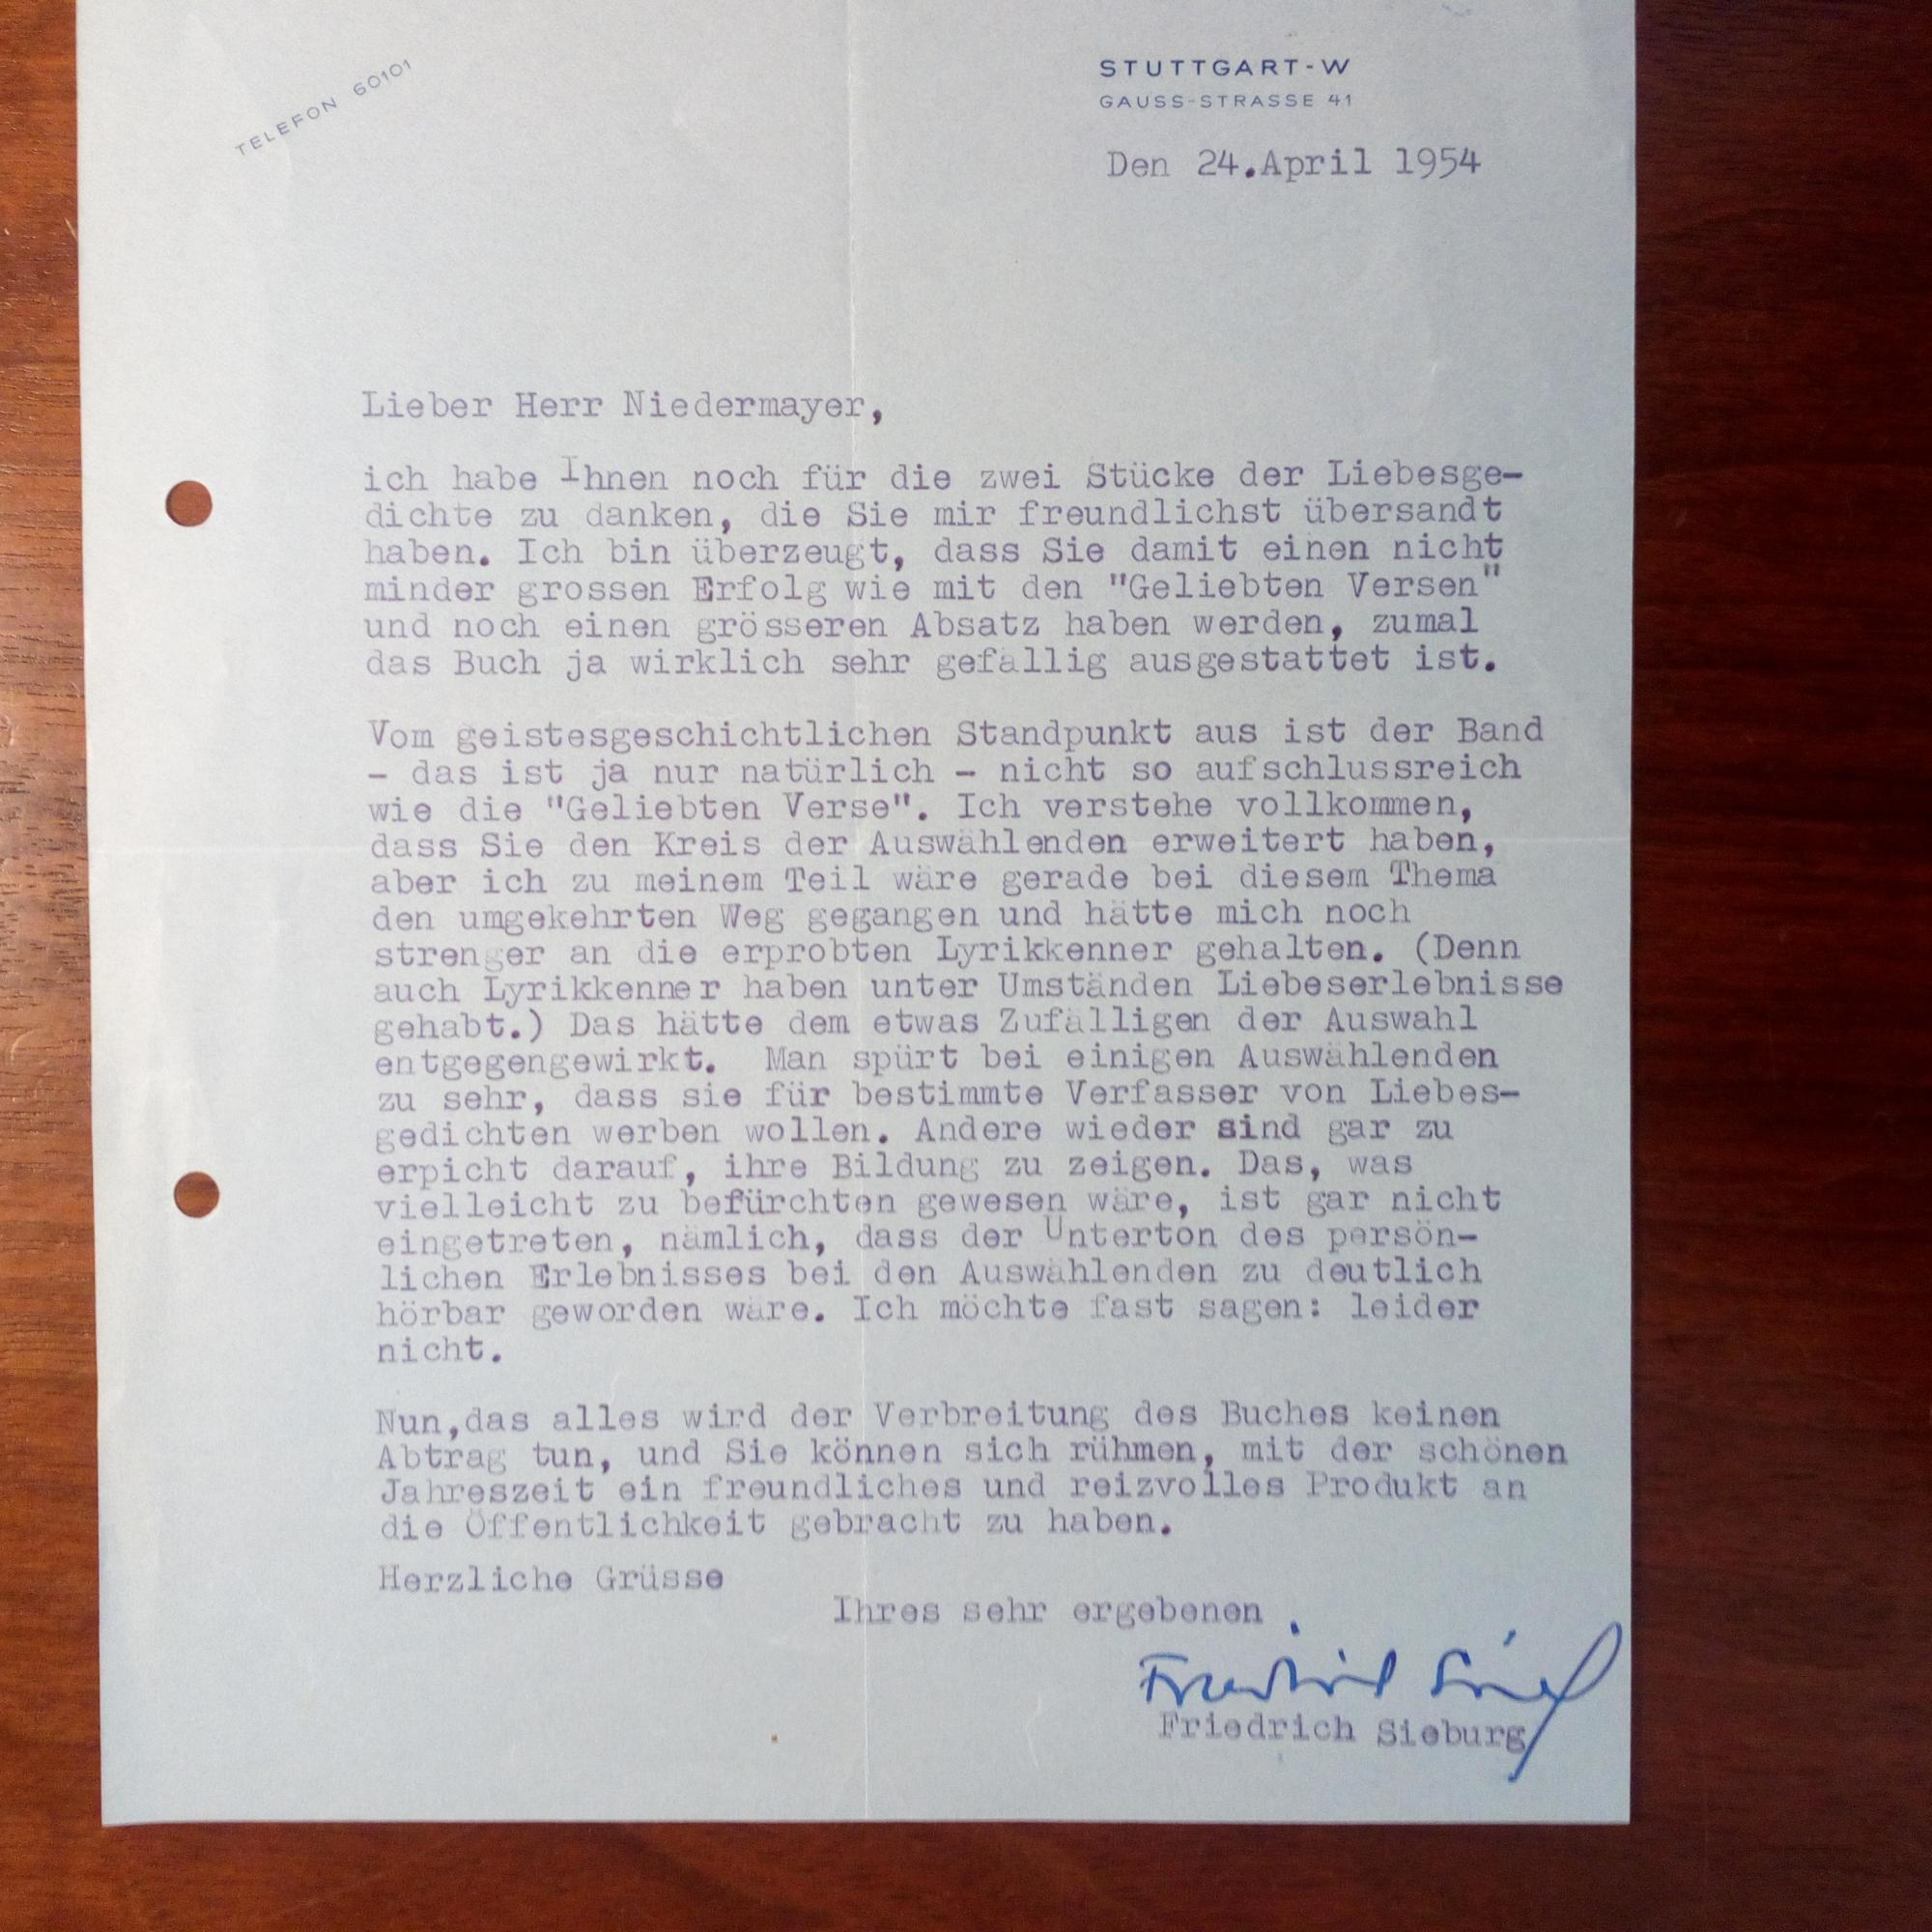 TELEFON 60101
STUTTGART-W
GAUSS-STRASSE 41
Den 24.April 1954
Lieber Herr Niedermayer,
ich habe Ihnen noch für die zwei Stücke der Liebesge-
dichte zu danken, die Sie mir freundlichst übersandt
haben. Ich bin überzeugt, dass Sie damit einen nicht
minder grossen Erfolg wie mit den "Geliebten Versen"
und noch einen grösseren Absatz haben werden, zumal
das Buch ja wirklich sehr gefällig ausgestattet ist.
Vom geistesgeschichtlichen Standpunkt aus ist der Band
- das ist ja nur natürlich - nicht so aufschlussreich
wie die "Geliebten Verse". Ich verstehe vollkommen,
dass Sie den Kreis der Auswählenden erweitert haben,
aber ich zu meinem Teil wäre gerade bei diesem Thema
den umgekehrten Weg gegangen und hätte mich noch
strenger an die erprobten Lyrikkenner gehalten. (Denn
auch Lyrikkenner haben unter Umständen Liebeserlebnisse
gehabt.) Das hätte dem etwas Zufälligen der Auswahl
entgegengewirkt. Man spürt bei einigen Auswählenden
zu sehr, dass sie für bestimmte Verfasser von Liebes-
gedichten werben wollen. Andere wieder sind gar zu
erpicht darauf, ihre Bildung zu zeigen. Das, was
vielleicht zu befürchten gewesen wäre, ist gar nicht
eingetreten, nämlich, dass der Unterton des persön-
lichen Erlebnisses bei den Auswählenden zu deutlich
hörbar geworden wäre. Ich möchte fast sagen: leider
nicht.
Nun,das alles wird der Verbreitung des Buches keinen
Abtrag tun, und Sie können sich rühmen, mit der schönen
Jahreszeit ein freundliches und reizvolles Produkt an
die Öffentlichkeit gebracht zu haben.
Herzliche Grüsse
Ihres sehr ergebenen
Friedrich Sieburg
Friedrich Sieburg